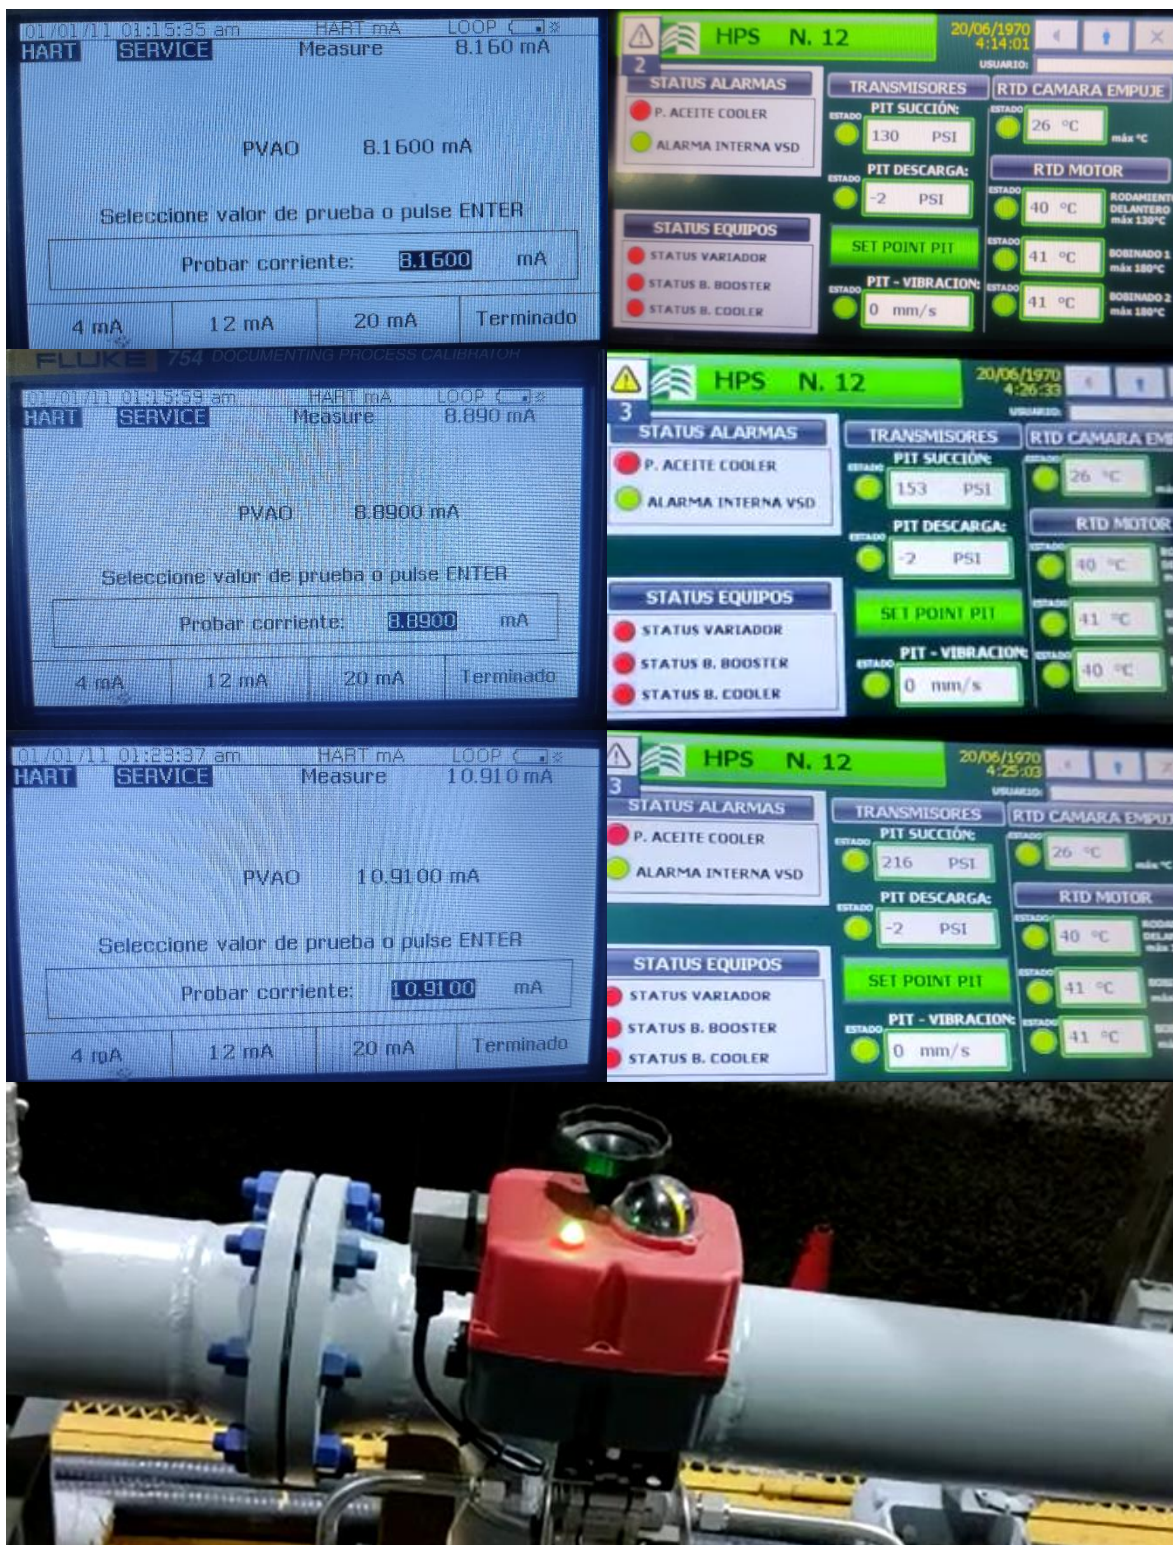 01/01/11 01:15:35 am HART mA LOOP
HART SERVICE Measure 8.160 mA
PVAO 8.1600 mA
Seleccione valor de prueba o pulse ENTER
Probar corriente: 8.1600 mA
4 mA 12 mA 20 mA Terminado
2
HPS N. 12
20/06/1970
4:14:01
USUARIO:
STATUS ALARMAS
P. ACEITE COOLER
ALARMA INTERNA VSD
STATUS EQUIPOS
STATUS VARIADOR
STATUS B. BOOSTER
STATUS B. COOLER
TRANSMISORES
PIT SUCCIÓN:
ESTADO
130 PSI
PIT DESCARGA:
ESTADO
-2 PSI
SET POINT PIT
PIT - VIBRACION:
ESTADO
0 mm/s
RTD CAMARA EMPUJE
ESTADO
26 °C
máx °C
RTD MOTOR
ESTADO
40 °C
RODAMIENTO
DELANTERO
máx 130°C
ESTADO
41 °C
BOBINADO 1
máx 180°C
ESTADO
41 °C
BOBINADO 2
máx 180°C
FLUKE 754 DOCUMENTING PROCESS CALIBRATOR
01/01/11 01:15:59 am HART mA LOOP
HART SERVICE Measure 8.890 mA
PVAO 8.8900 mA
Seleccione valor de prueba o pulse ENTER
Probar corriente: 8.8900 mA
4 mA 12 mA 20 mA Terminado
3
HPS N. 12
20/06/1970
4:26:33
USUARIO:
STATUS ALARMAS
P. ACEITE COOLER
ALARMA INTERNA VSD
STATUS EQUIPOS
STATUS VARIADOR
STATUS B. BOOSTER
STATUS B. COOLER
TRANSMISORES
PIT SUCCIÓN:
ESTADO
153 PSI
PIT DESCARGA:
ESTADO
-2 PSI
SET POINT PIT
PIT - VIBRACION:
ESTADO
0 mm/s
RTD CAMARA EM
26 °C
RTD MOTOR
40 °C
41 °C
40 °C
01/01/11 01:23:37 am HART mA LOOP
HART SERVICE Measure 10.910 mA
PVAO 10.9100 mA
Seleccione valor de prueba o pulse ENTER
Probar corriente: 10.9100 mA
4 mA 12 mA 20 mA Terminado
3
HPS N. 12
20/06/1970
4:25:03
USUARIO:
STATUS ALARMAS
P. ACEITE COOLER
ALARMA INTERNA VSD
STATUS EQUIPOS
STATUS VARIADOR
STATUS B. BOOSTER
STATUS B. COOLER
TRANSMISORES
PIT SUCCIÓN:
ESTADO
216 PSI
PIT DESCARGA:
ESTADO
-2 PSI
SET POINT PIT
PIT - VIBRACION:
ESTADO
0 mm/s
RTD CAMARA EMPUJ
26 °C
RTD MOTOR
ESTADO
40 °C
ESTADO
41 °C
ESTADO
41 °C